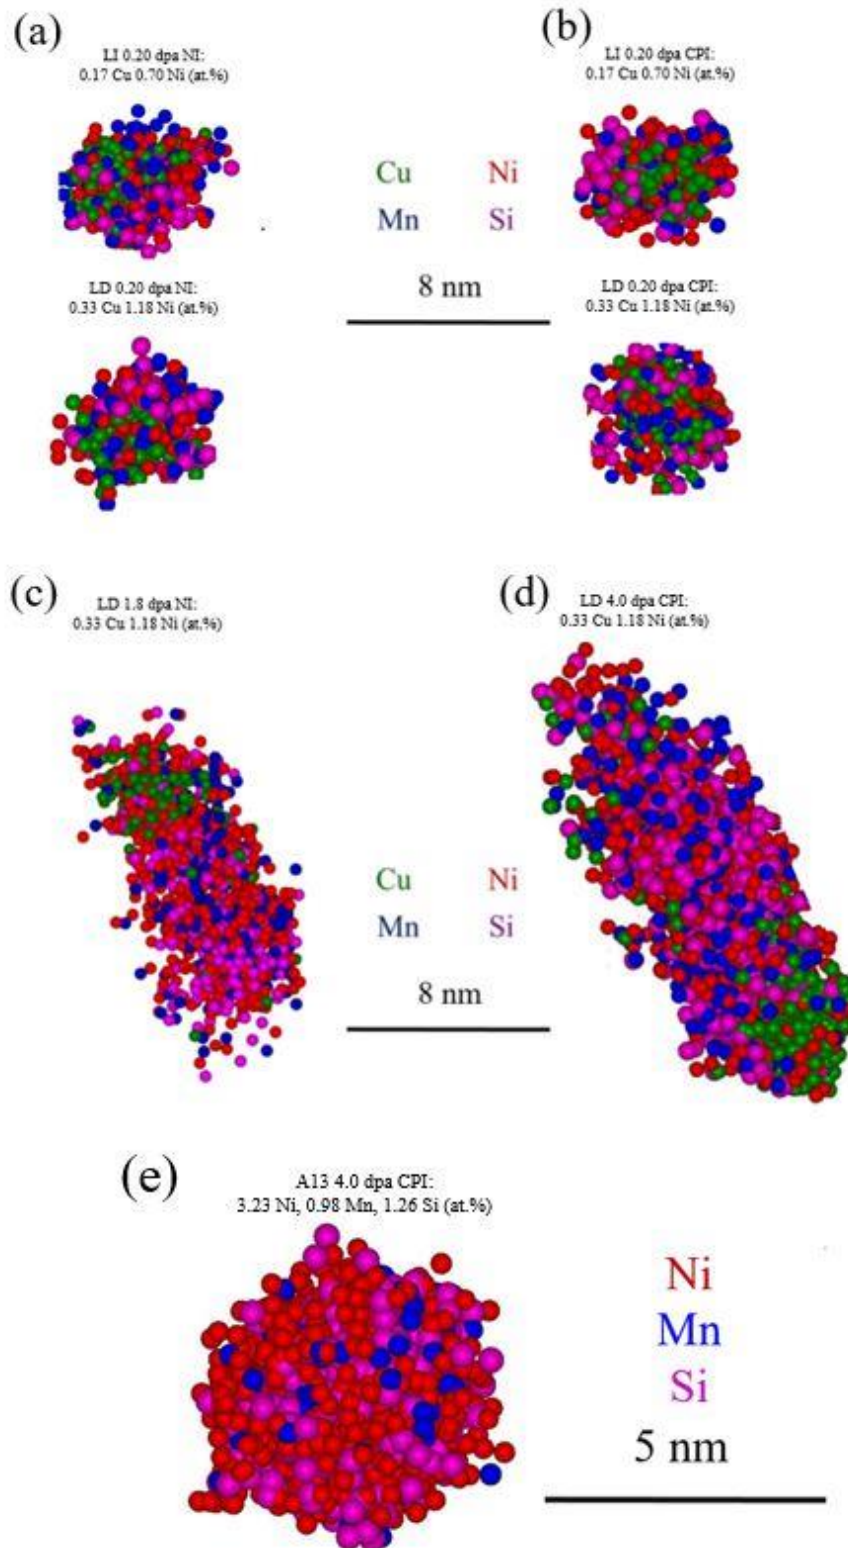 (a)
LI 0.20 dpa NI:
0.17 Cu 0.70 Ni (at.%)
(b)
LI 0.20 dpa CPI:
0.17 Cu 0.70 Ni (at.%)
Cu Ni
Mn Si
8 nm
LD 0.20 dpa NI:
0.33 Cu 1.18 Ni (at.%)
LD 0.20 dpa CPI:
0.33 Cu 1.18 Ni (at.%)
(c)
LD 1.8 dpa NI:
0.33 Cu 1.18 Ni (at.%)
(d)
LD 4.0 dpa CPI:
0.33 Cu 1.18 Ni (at.%)
Cu Ni
Mn Si
8 nm
(e)
A13 4.0 dpa CPI:
3.23 Ni, 0.98 Mn, 1.26 Si (at.%)
Ni
Mn
Si
5 nm